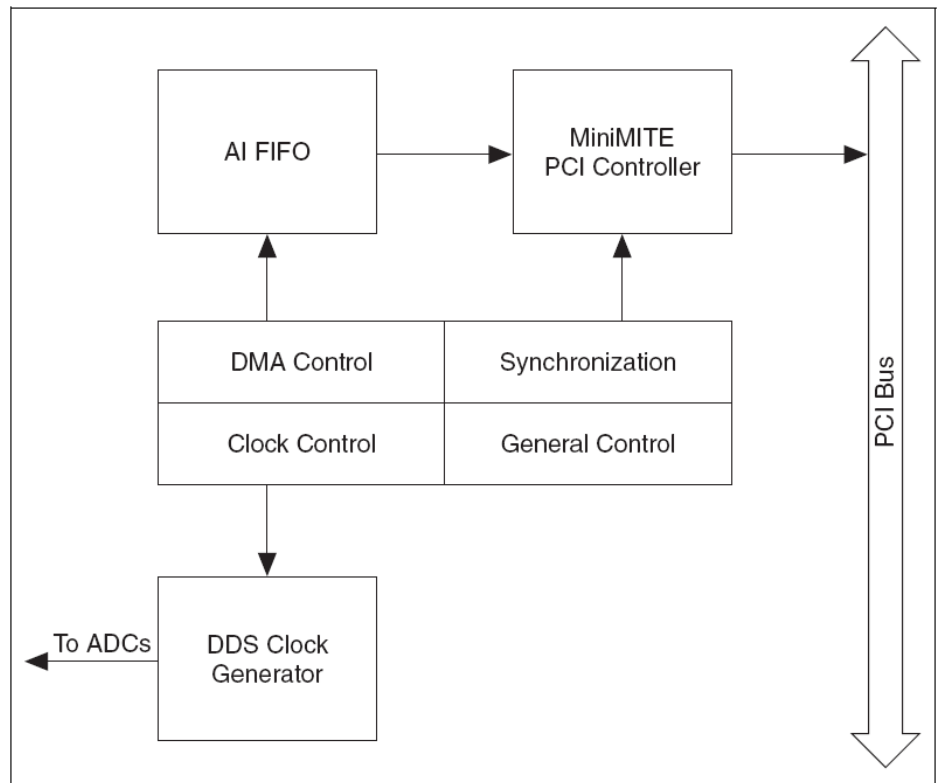 AI FIFO
MiniMITE
PCI Controller
DMA Control
Synchronization
Clock Control
General Control
PCI Bus
To ADCs
DDS Clock
Generator